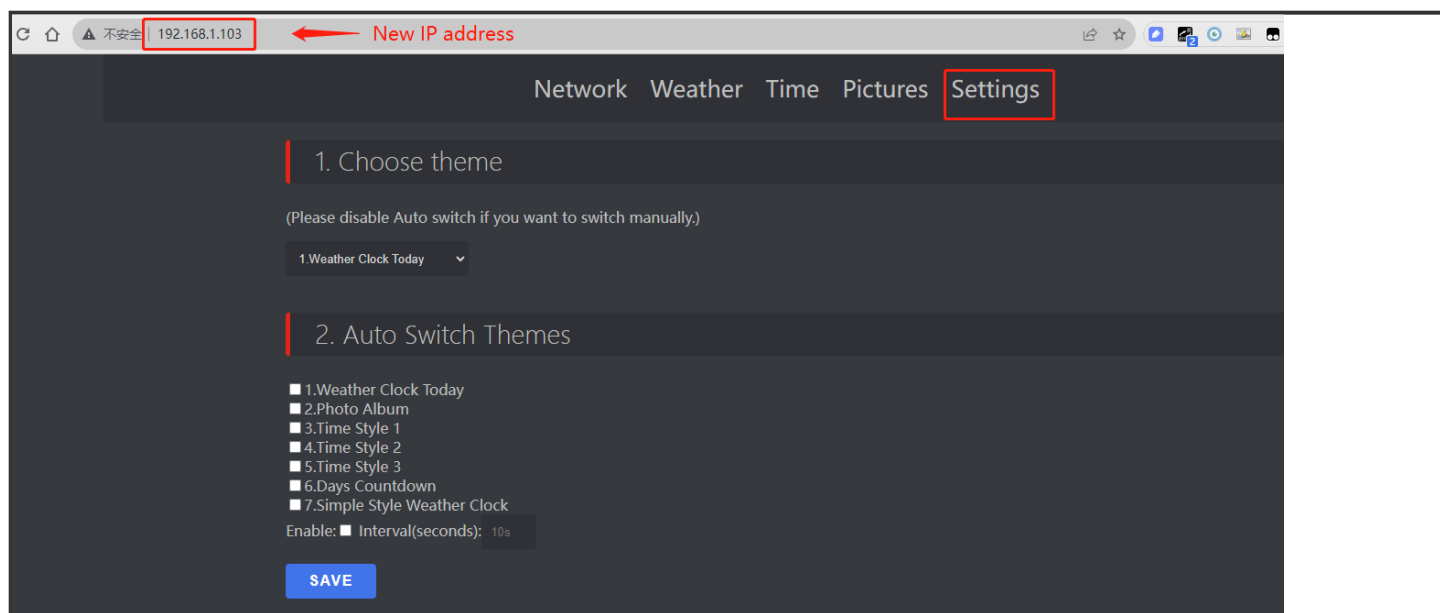 不安全 192.168.1.103 New IP address
2
Network Weather Time Pictures Settings
1. Choose theme
(Please disable Auto switch if you want to switch manually.)
1.Weather Clock Today
2. Auto Switch Themes
1.Weather Clock Today
2.Photo Album
3.Time Style 1
4.Time Style 2
5.Time Style 3
6.Days Countdown
7.Simple Style Weather Clock
Enable: Interval(seconds): 10s
SAVE